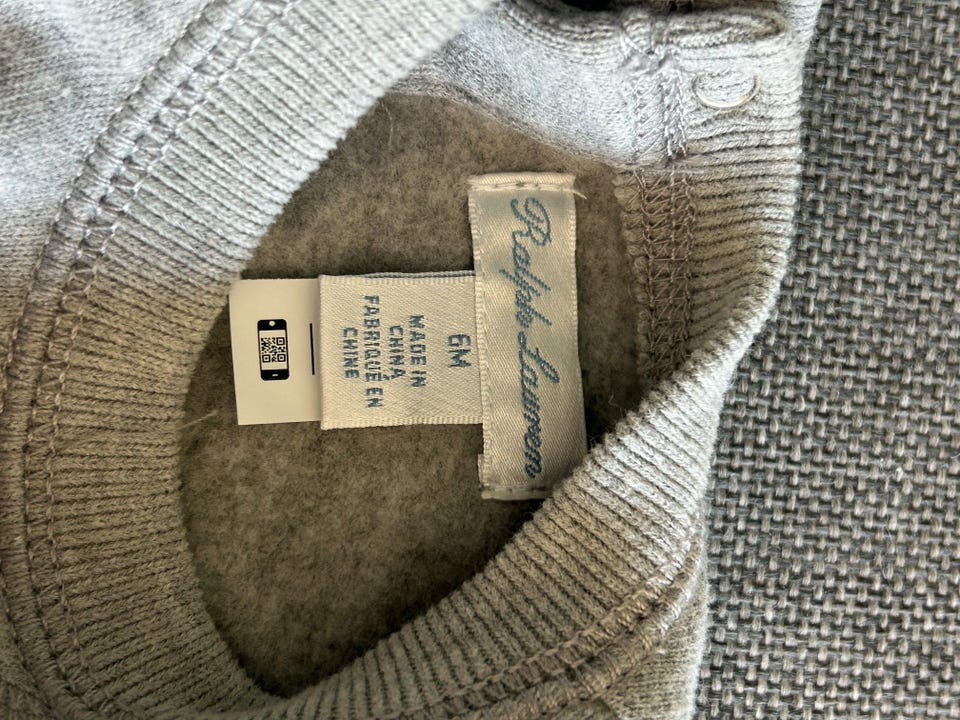 Ralph Lauren
6M
MADE IN
CHINA
FABRIQUÉ EN
CHINE